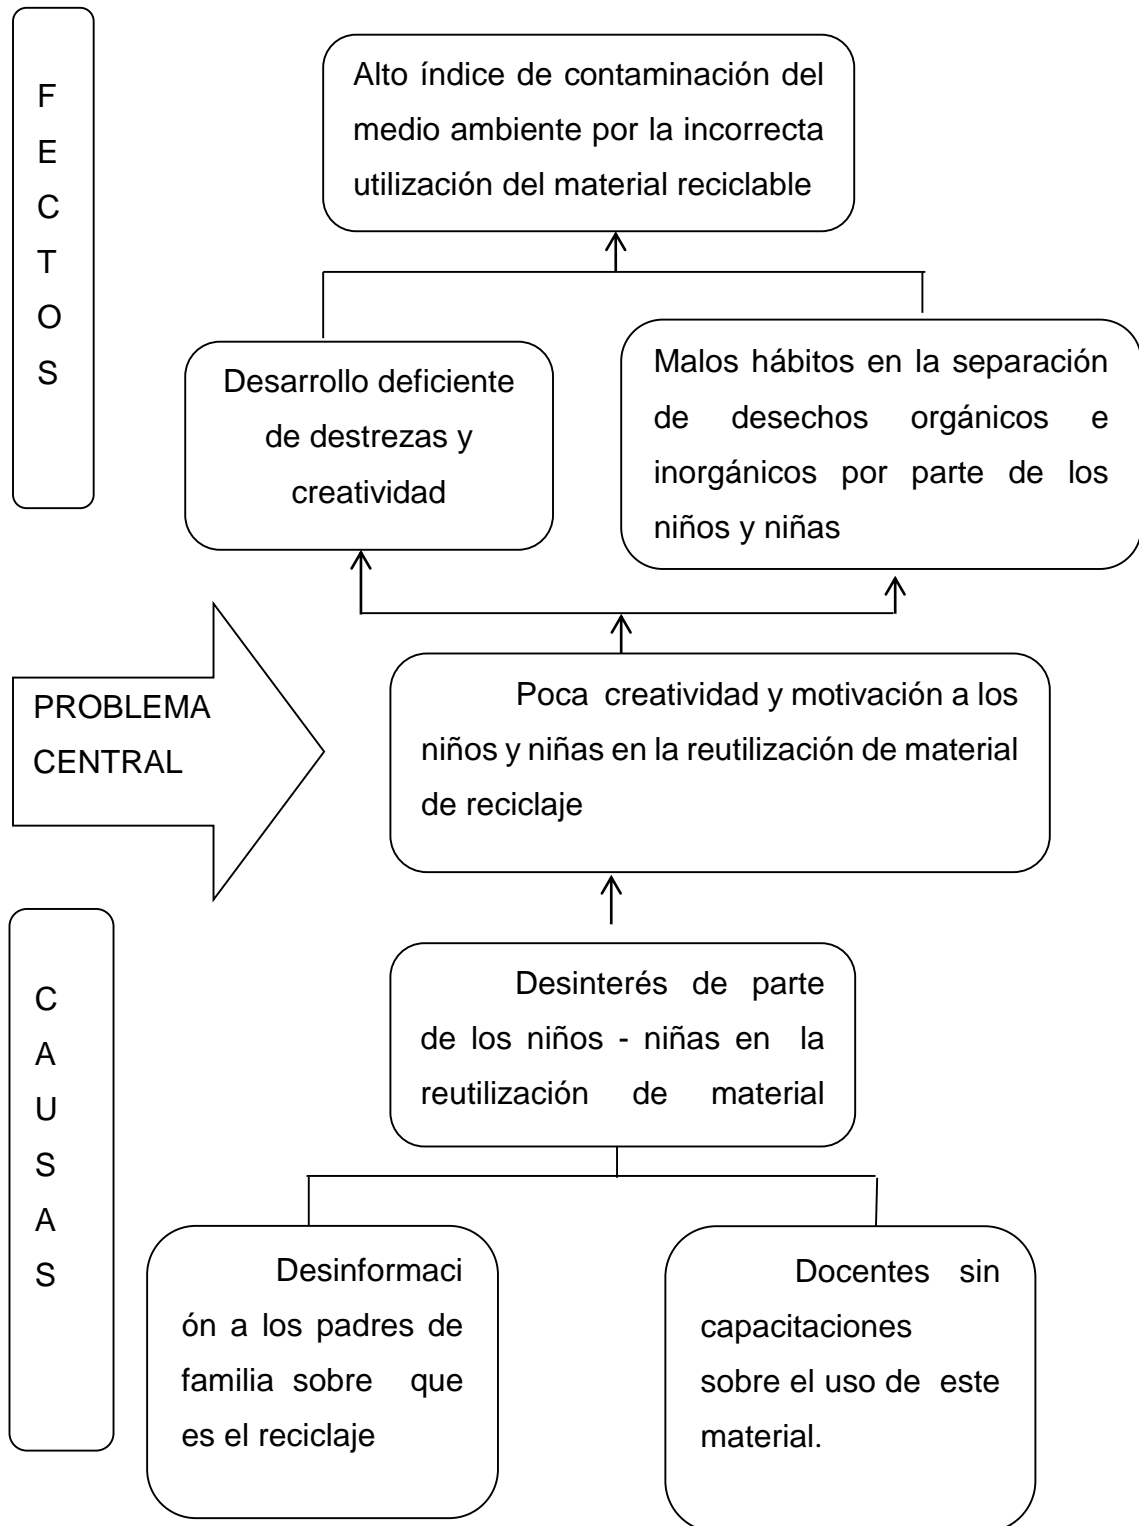 F
E
C
T
O
S
Alto índice de contaminación del
medio ambiente por la incorrecta
utilización del material reciclable
Desarrollo deficiente
de destrezas y
creatividad
Malos hábitos en la separación
de desechos orgánicos e
inorgánicos por parte de los
niños y niñas
PROBLEMA
CENTRAL
Poca creatividad y motivación a los
niños y niñas en la reutilización de material
de reciclaje
C
A
U
S
A
S
Desinterés de parte
de los niños - niñas en la
reutilización de material
Desinformaci
ón a los padres de
familia sobre que
es el reciclaje
Docentes sin
capacitaciones
sobre el uso de este
material.